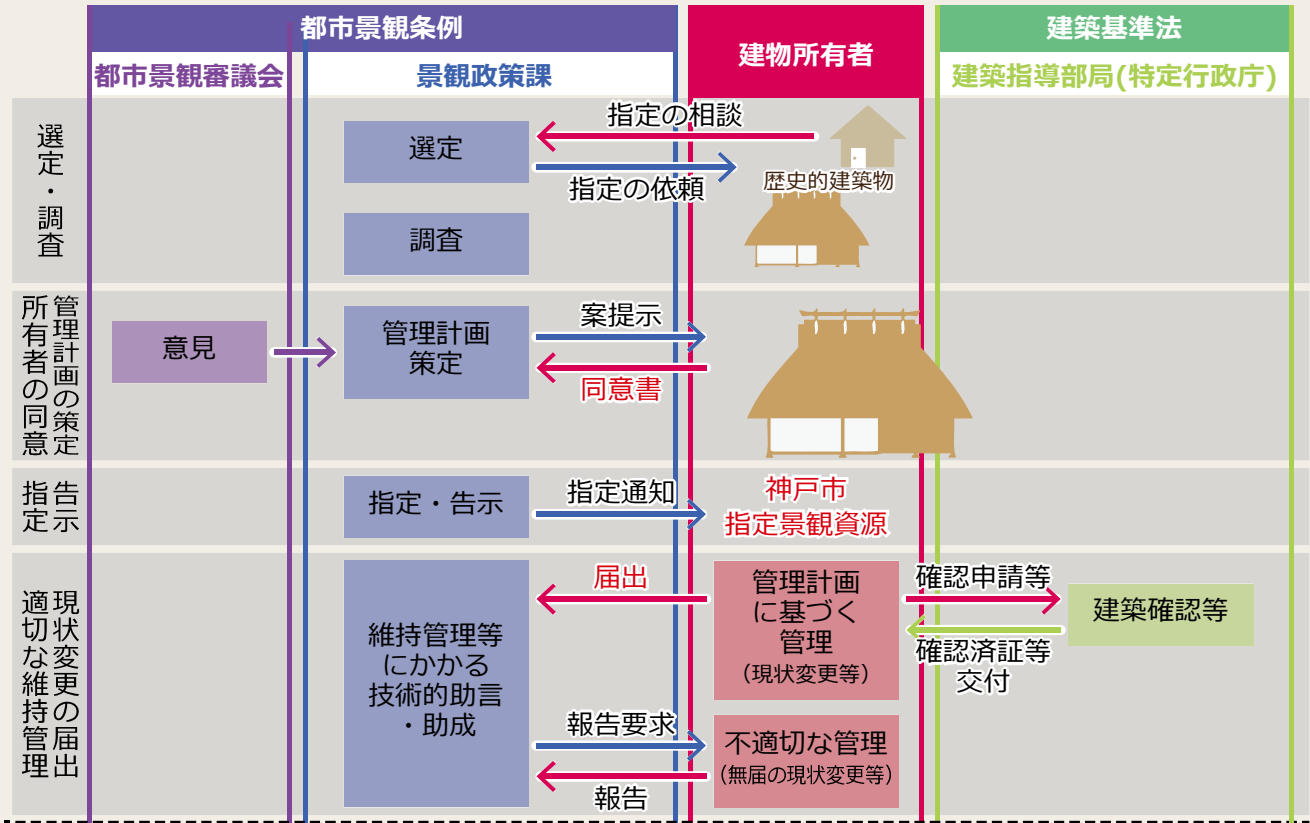 都市景観条例
建物所有者
建築基準法
都市景観審議会
景観政策課
建築指導部局(特定行政庁)
選定・調査
選定
指定の相談
指定の依頼
歴史的建築物
調査
管理計画の策定
所有者の同意
意見
管理計画
策定
案提示
同意書
告示
指定
指定・告示
指定通知
神戸市
指定景観資源
現状変更の届出
適切な維持管理
維持管理等
にかかる
技術的助言
・助成
届出
管理計画
に基づく
管理
(現状変更等)
確認申請等
建築確認等
確認済証等
交付
報告要求
不適切な管理
(無届の現状変更等)
報告